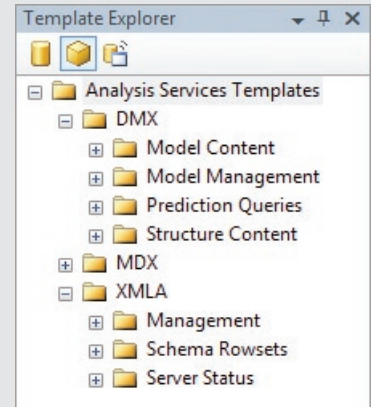 Template Explorer
Analysis Services Templates
DMX
Model Content
Model Management
Prediction Queries
Structure Content
MDX
XMLA
Management
Schema Rowsets
Server Status